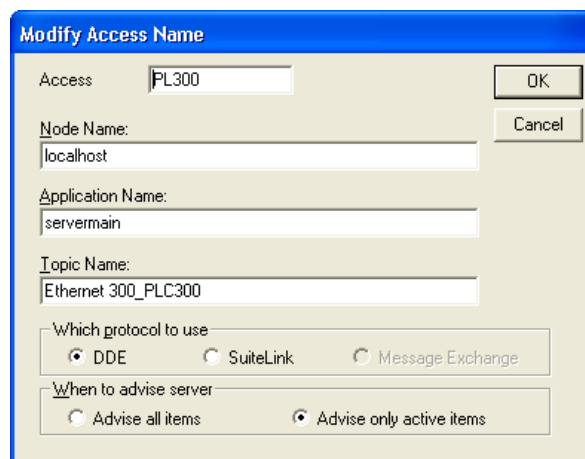 Modify Access Name
Access PL300 OK
Node Name: Cancel
localhost
Application Name:
servermain
Topic Name:
Ethernet 300_PLC300
Which protocol to use
DDE SuiteLink Message Exchange
When to advise server
Advise all items Advise only active items